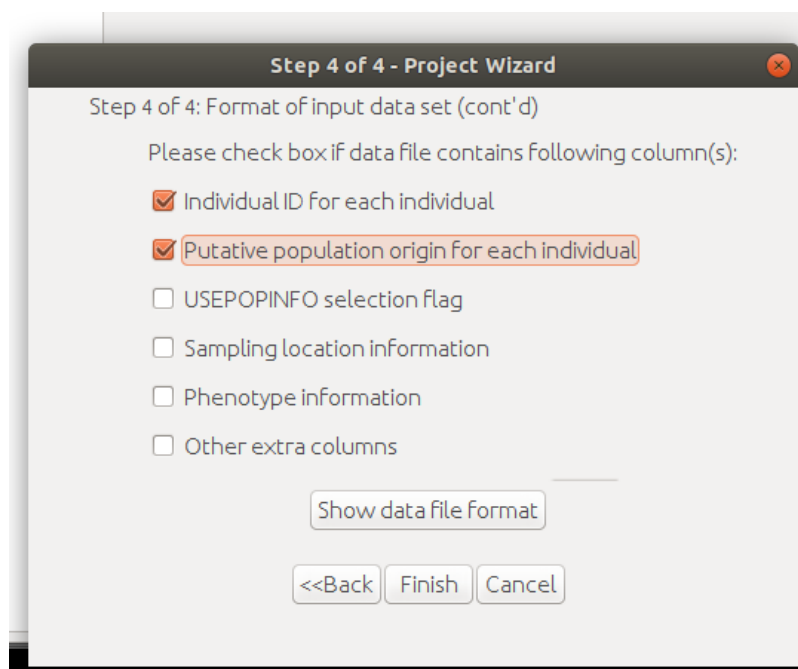 Step 4 of 4 - Project Wizard
Step 4 of 4: Format of input data set (cont'd)
Please check box if data file contains following column(s):
Individual ID for each individual
Putative population origin for each individual
USEPOPINFO selection flag
Sampling location information
Phenotype information
Other extra columns
Show data file format
<<Back Finish Cancel